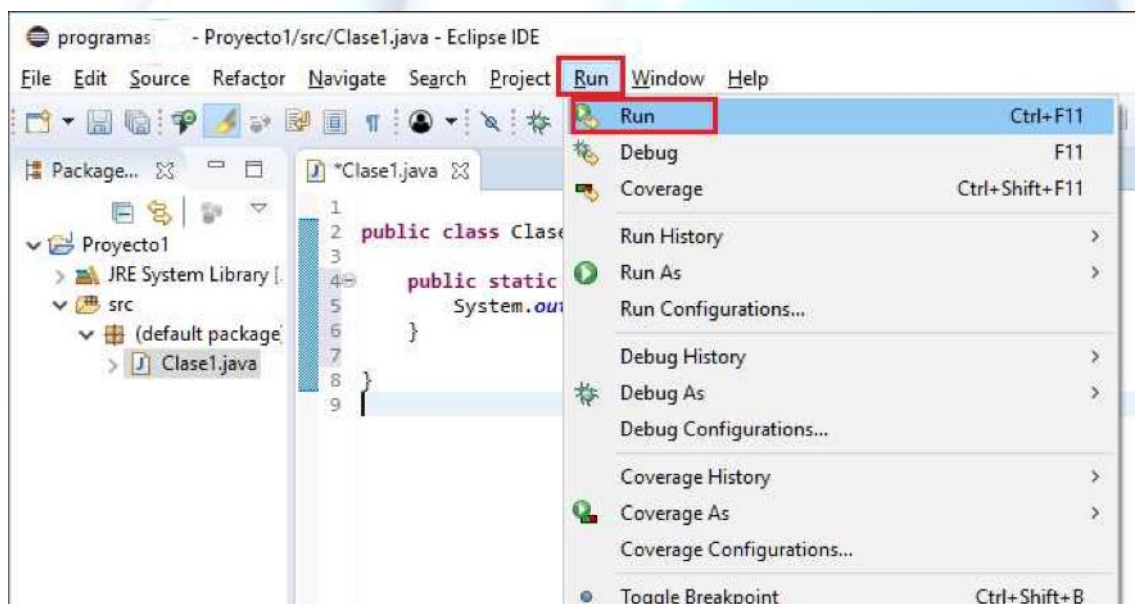 programas - Proyecto1/src/Clase1.java - Eclipse IDE
File Edit Source Refactor Navigate Search Project Run Window Help
Run Ctrl+F11
Debug F11
Coverage Ctrl+Shift+F11
Run History
Run As
Run Configurations...
Debug History
Debug As
Debug Configurations...
Coverage History
Coverage As
Coverage Configurations...
Toggle Breakpoint Ctrl+Shift+B
Package...
Proyecto1
JRE System Library [.
src
(default package)
Clase1.java
*Clase1.java
1
2 public class Clase
3
4 public static
5 System.out
6 }
7
8 }
9